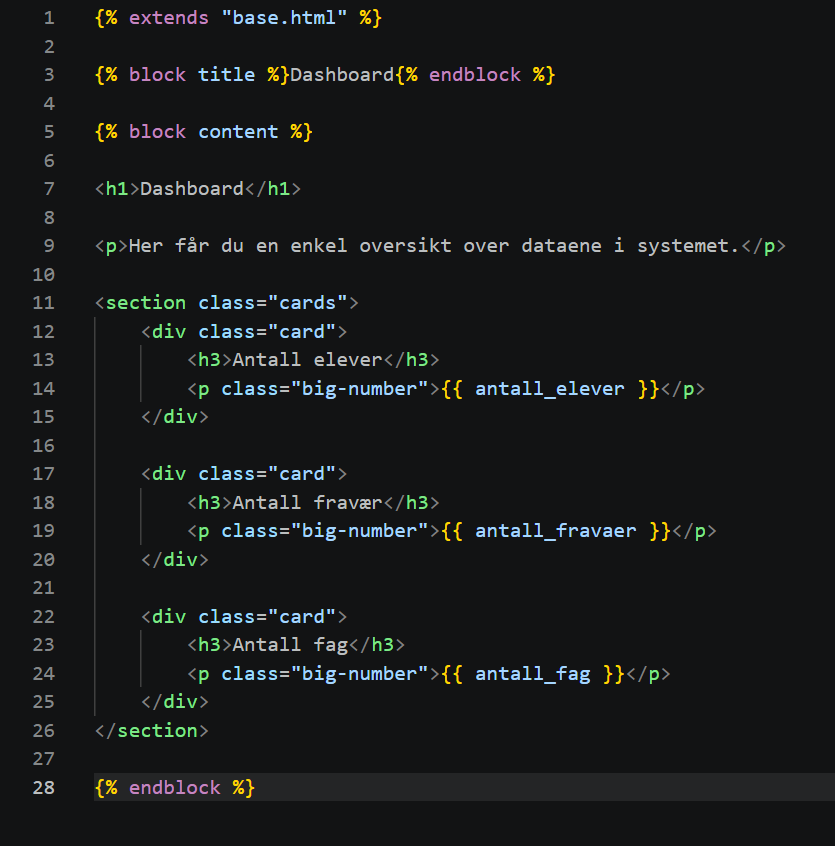 1 {% extends "base.html" %}
2
3 {% block title %}Dashboard{% endblock %}
4
5 {% block content %}
6
7 <h1>Dashboard</h1>
8
9 <p>Her får du en enkel oversikt over dataene i systemet.</p>
10
11 <section class="cards">
12     <div class="card">
13         <h3>Antall elever</h3>
14         <p class="big-number">{{ antall_elever }}</p>
15     </div>
16
17     <div class="card">
18         <h3>Antall fravær</h3>
19         <p class="big-number">{{ antall_fravaer }}</p>
20     </div>
21
22     <div class="card">
23         <h3>Antall fag</h3>
24         <p class="big-number">{{ antall_fag }}</p>
25     </div>
26 </section>
27
28 {% endblock %}